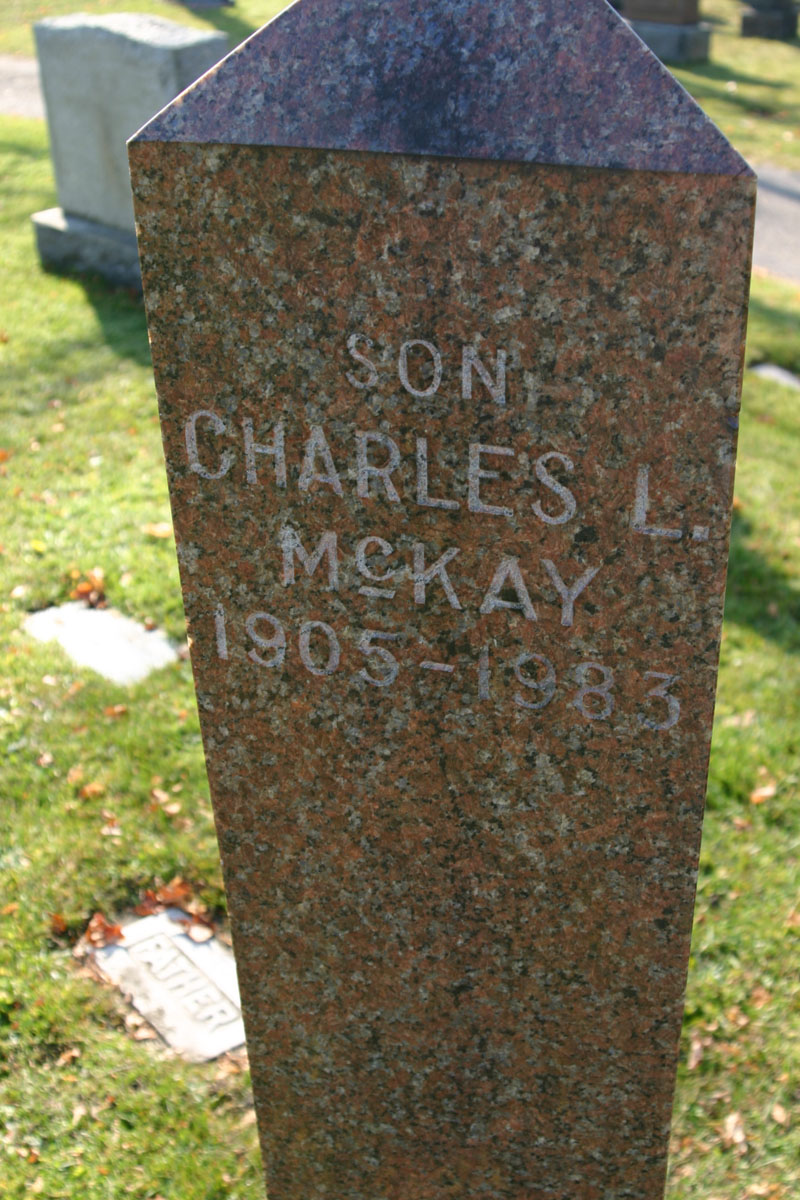 SON
CHARLES L.
McKAY
1905-1983
FATHER